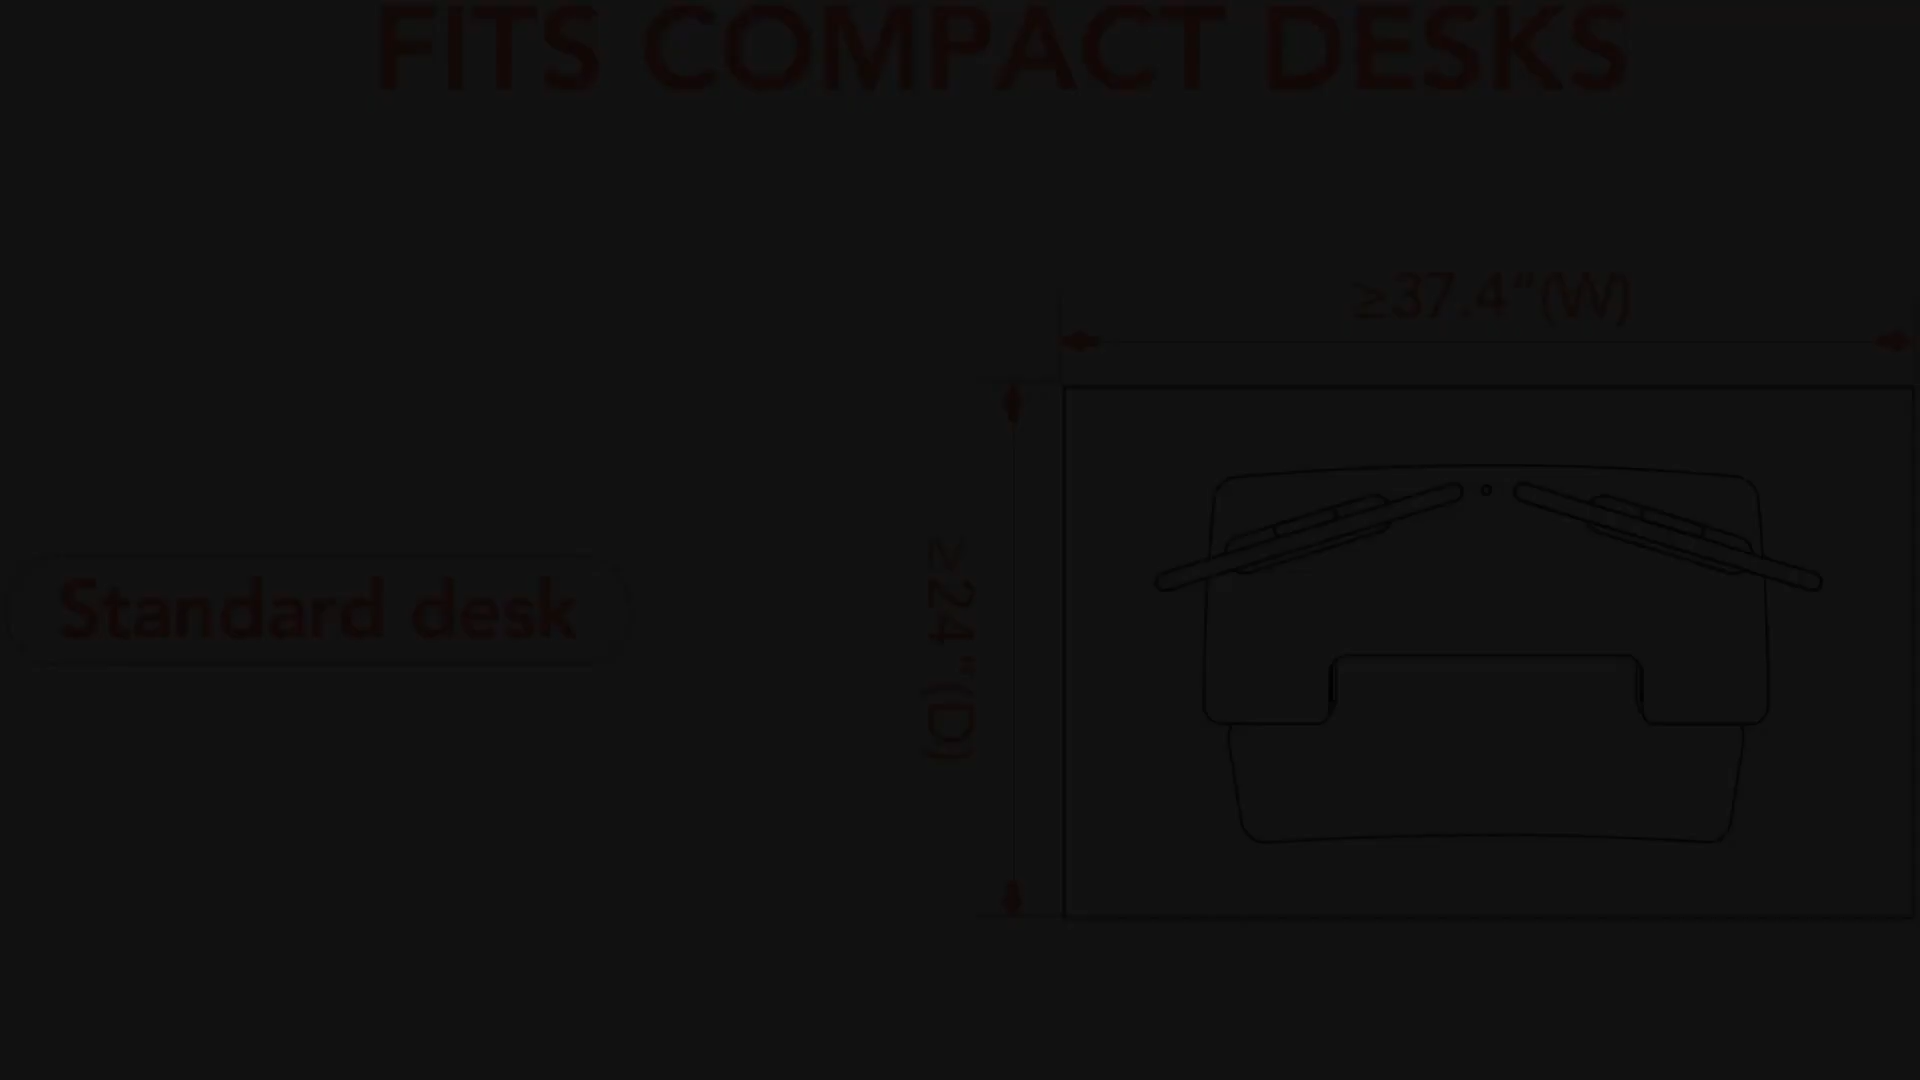 FITS COMPACT DESKS
≥37.4"(W)
≥24"(D)
Standard desk